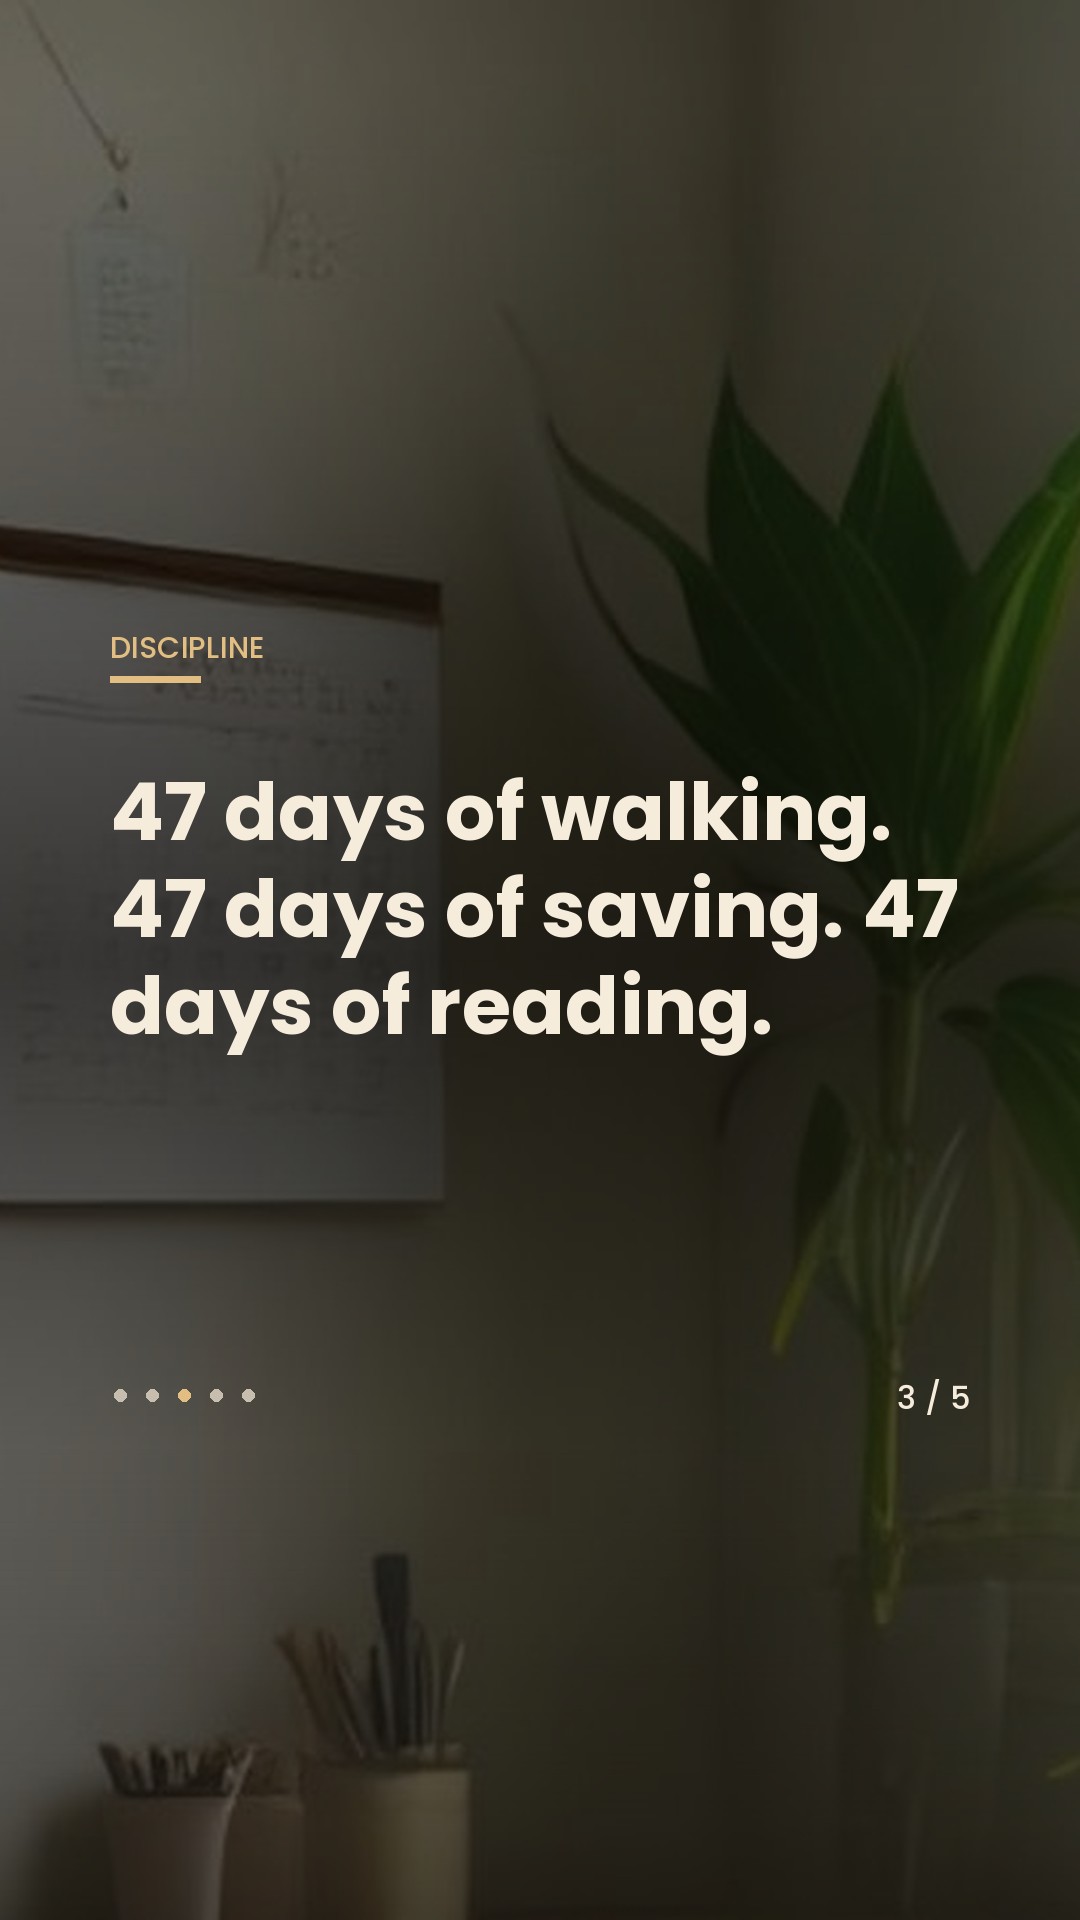 DISCIPLINE
47 days of walking.
47 days of saving. 47
days of reading.
3 / 5